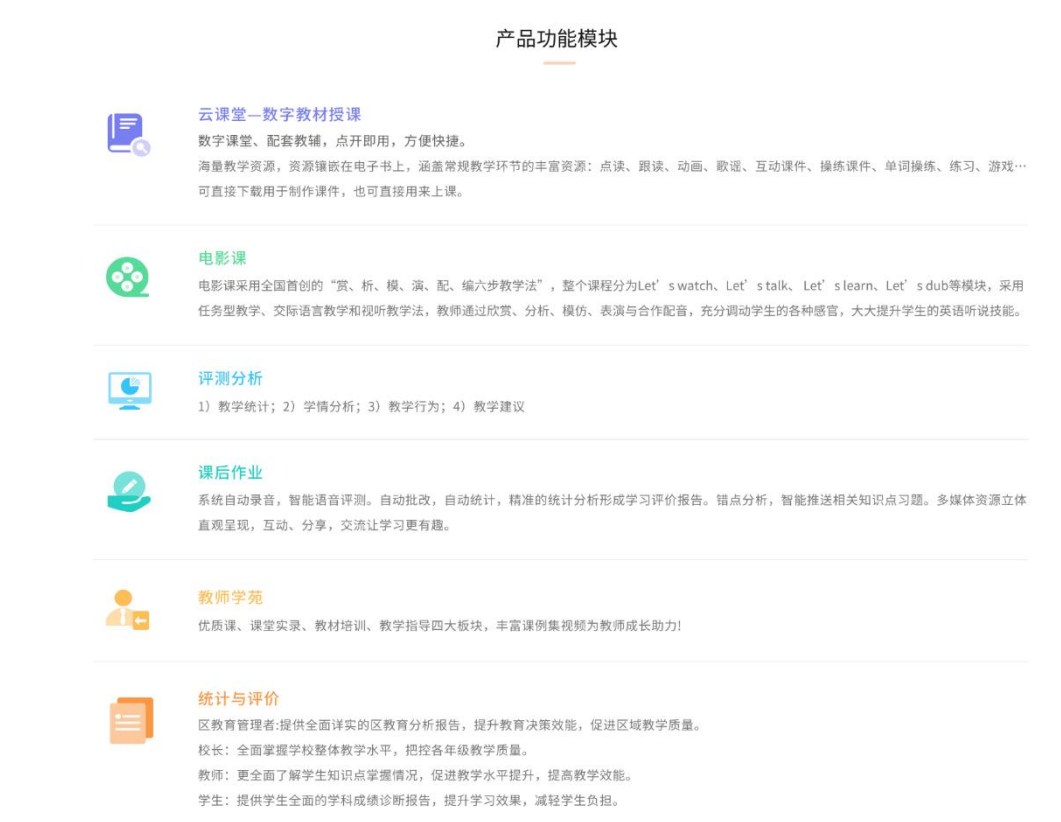 产品功能模块
云课堂—数字教材授课
数字课堂、配套教辅，点开即用，方便快捷。
海量教学资源，资源镶嵌在电子书上，涵盖常规教学环节的丰富资源：点读、跟读、动画、歌谣、互动课件、操练课件、单词操练、练习、游戏…
可直接下载用于制作课件，也可直接用来上课。
电影课
电影课采用全国首创的“赏、析、模、演、配、编六步教学法”，整个课程分为Let’s watch、Let’s talk、Let’s learn、Let’s dub等模块，采用
任务型教学、交际语言教学和视听教学法，教师通过欣赏、分析、模仿、表演与合作配音，充分调动学生的各种感官，大大提升学生的英语听说技能。
评测分析
1）教学统计；2）学情分析；3）教学行为；4）教学建议
课后作业
系统自动录音，智能语音评测。自动批改，自动统计，精准的统计分析形成学习评价报告。错点分析，智能推送相关知识点习题。多媒体资源立体
直观呈现，互动、分享，交流让学习更有趣。
教师学苑
优质课、课堂实录、教材培训、教学指导四大板块，丰富课例集视频为教师成长助力!
统计与评价
区教育管理者:提供全面详实的区教育分析报告，提升教育决策效能，促进区域教学质量。
校长：全面掌握学校整体教学水平，把控各年级教学质量。
教师：更全面了解学生知识点掌握情况，促进教学水平提升，提高教学效能。
学生：提供学生全面的学科成绩诊断报告，提升学习效果，减轻学生负担。